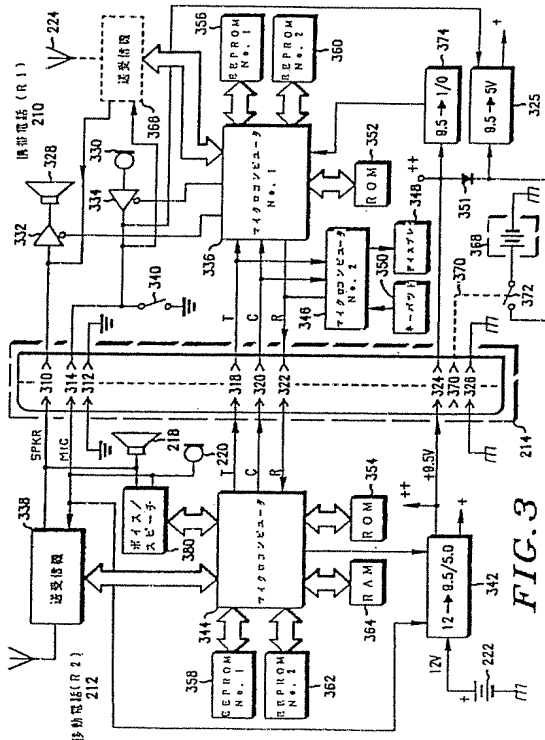 携帯電話 (R1)
210
224
送受信機
368
328
332
330
334
340
356
EEPROM No. 1
EEPROM No. 2
360
マイクロコンピュータ No. 1
336
ROM
352
374
9.5→1/0
9.5→5V
325
+
++
351
マイクロコンピュータ No. 2
346
ディスプレイ
348
キーパッド
350
368
370
372
SPKR
310
MIC
314
312
T
318
T
C
320
C
R
322
R
+9.5V
324
370
326
214
338
送受信機
218
220
ボイス/スピーチ
380
移動電話(R2)
212
344
マイクロコンピュータ
ROM
354
RAM
364
358
EEPROM No. 1
EEPROM No. 2
362
++
12→9.5/5.0
342
+
12V
+
222
FIG. 3